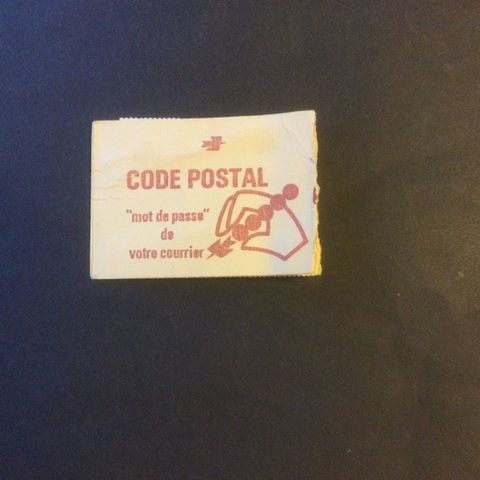 CODE POSTAL
"mot de passe"
de
votre courrier